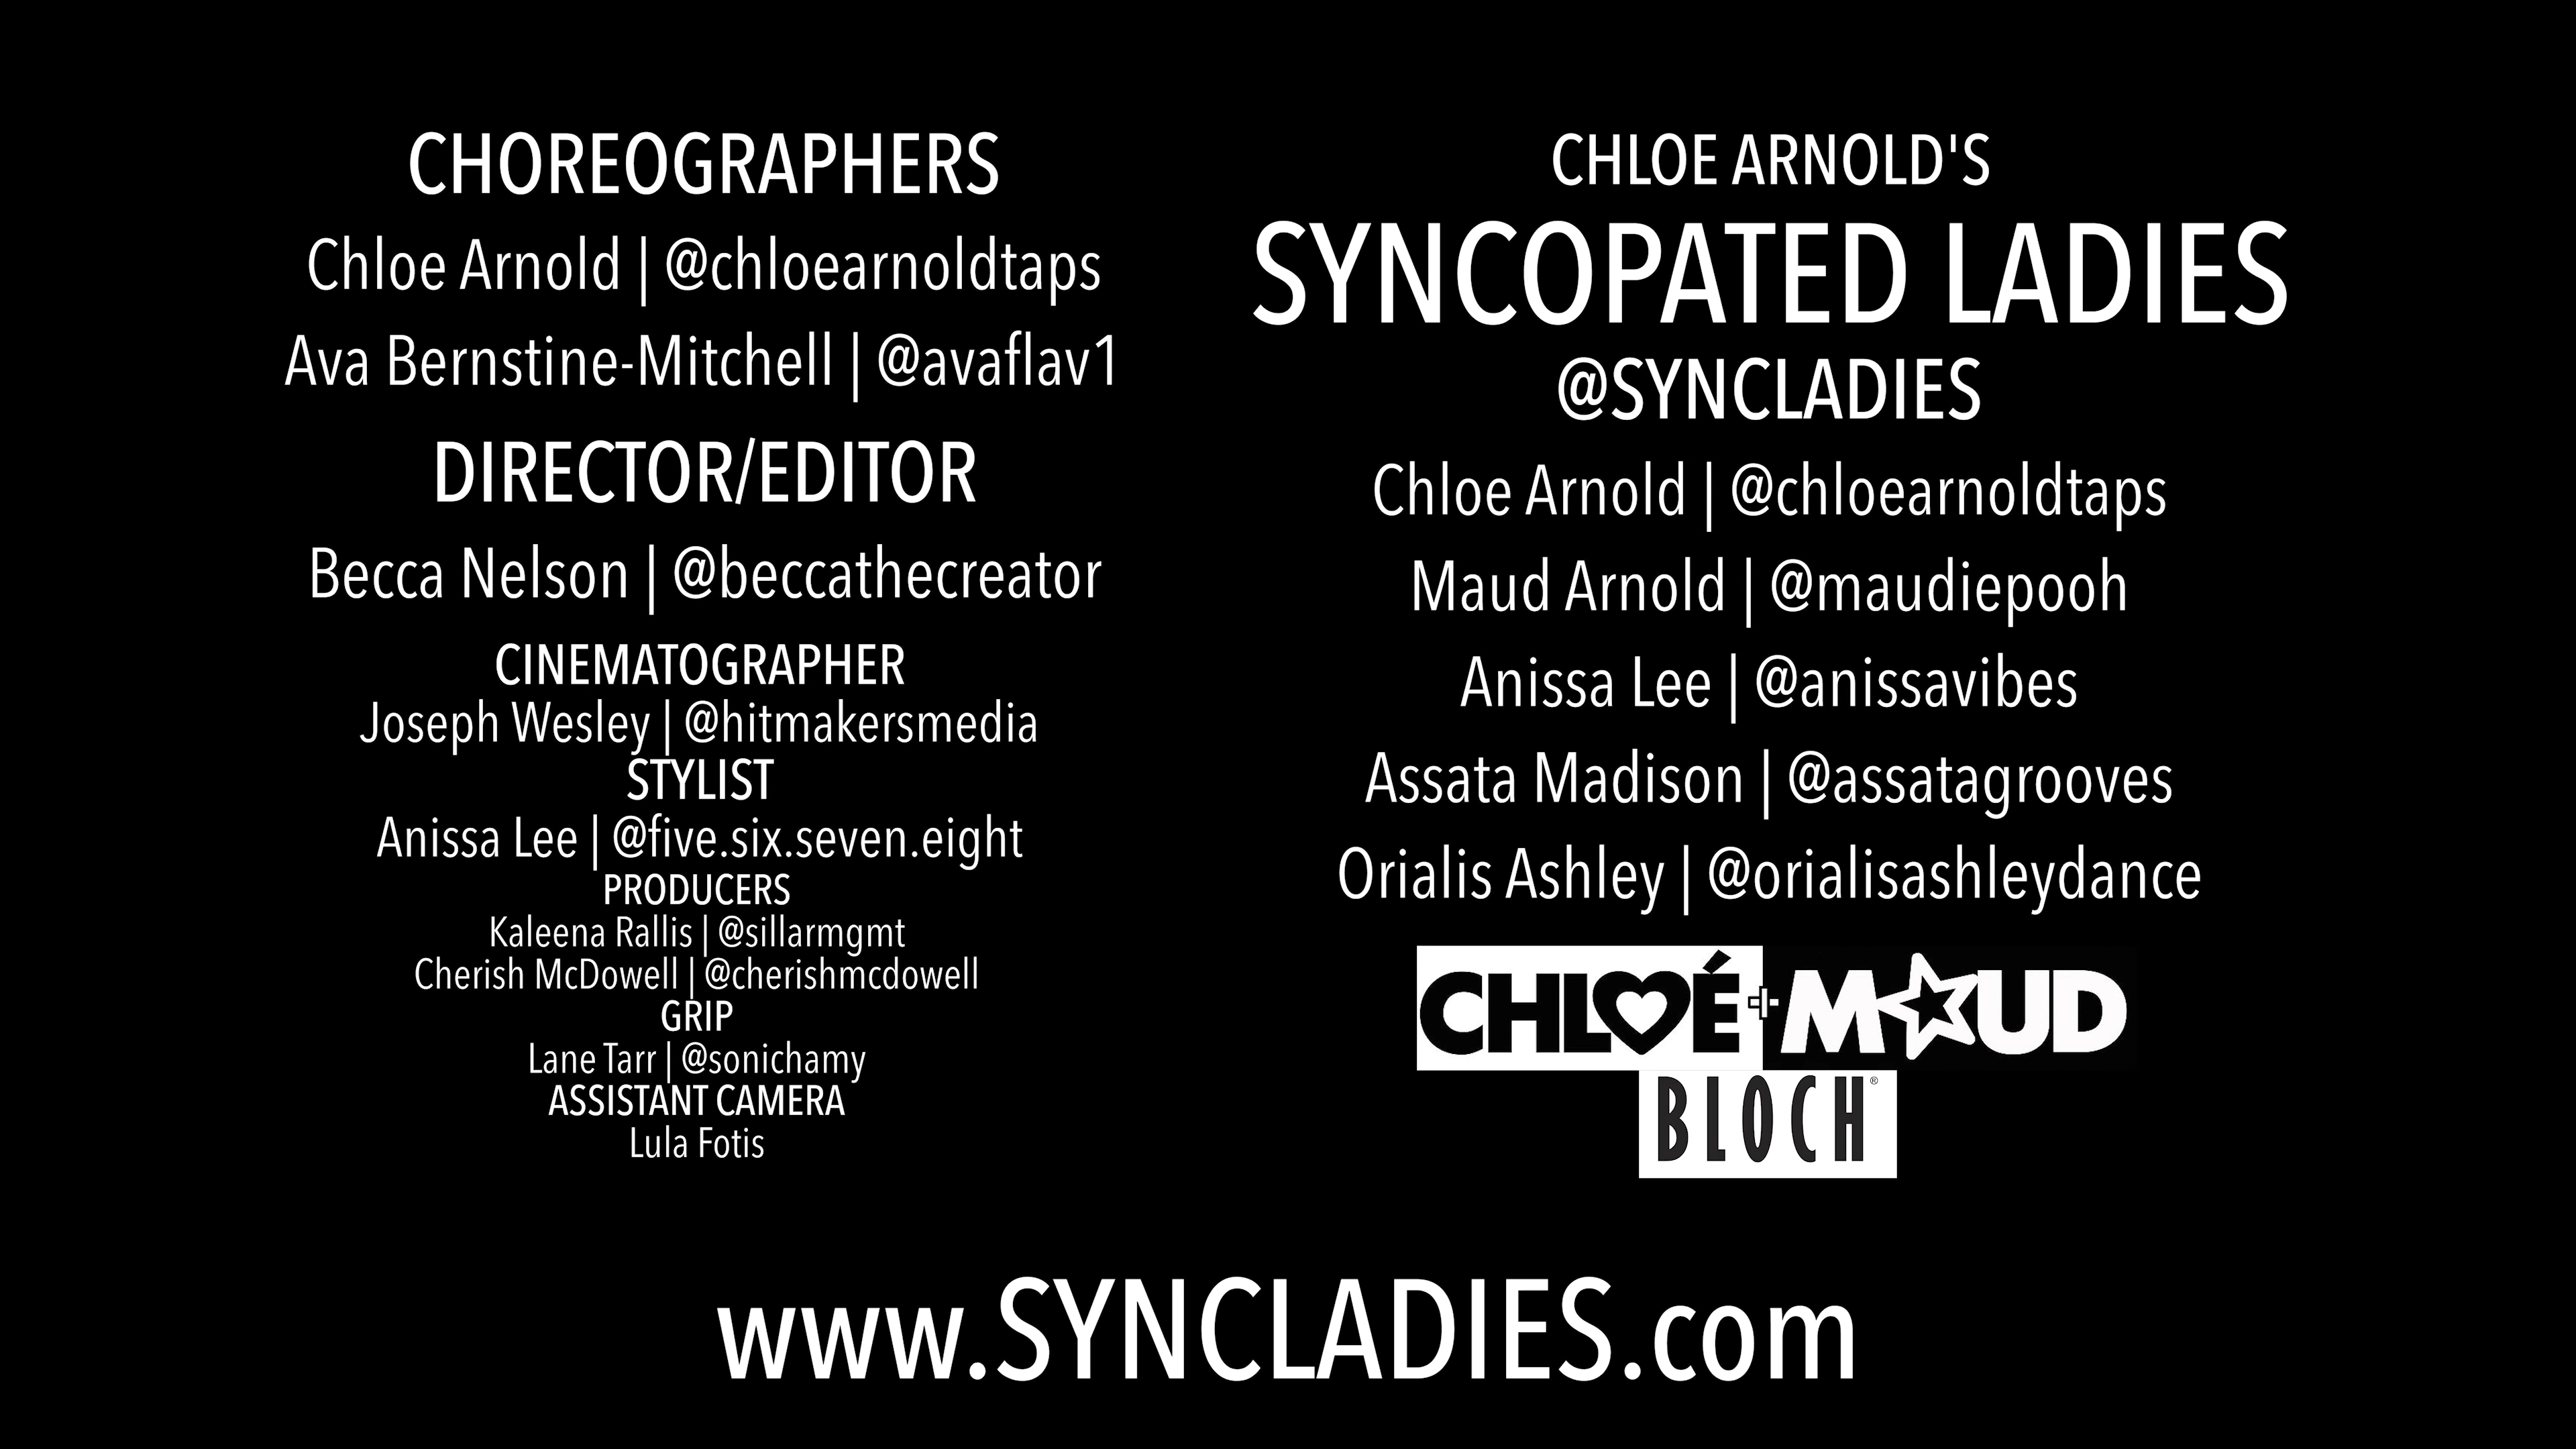 CHOREOGRAPHERS
Chloe Arnold | @chloearnoldtaps
Ava Bernstine-Mitchell | @avaflav1
DIRECTOR/EDITOR
Becca Nelson | @beccathecreator
CINEMATOGRAPHER
Joseph Wesley | @hitmakersmedia
STYLIST
Anissa Lee | @five.six.seven.eight
PRODUCERS
Kaleena Rallis | @sillarmgmt
Cherish McDowell | @cherishmcdowell
GRIP
Lane Tarr | @sonichamy
ASSISTANT CAMERA
Lula Fotis
CHLOE ARNOLD'S
SYNCOPATED LADIES
@SYNCLADIES
Chloe Arnold | @chloearnoldtaps
Maud Arnold | @maudiepooh
Anissa Lee | @anissavibes
Assata Madison | @assatagrooves
Orialis Ashley | @orialisashleydance
CHLOÉ+MAUD
BLOCH®
www.SYNCLADIES.com